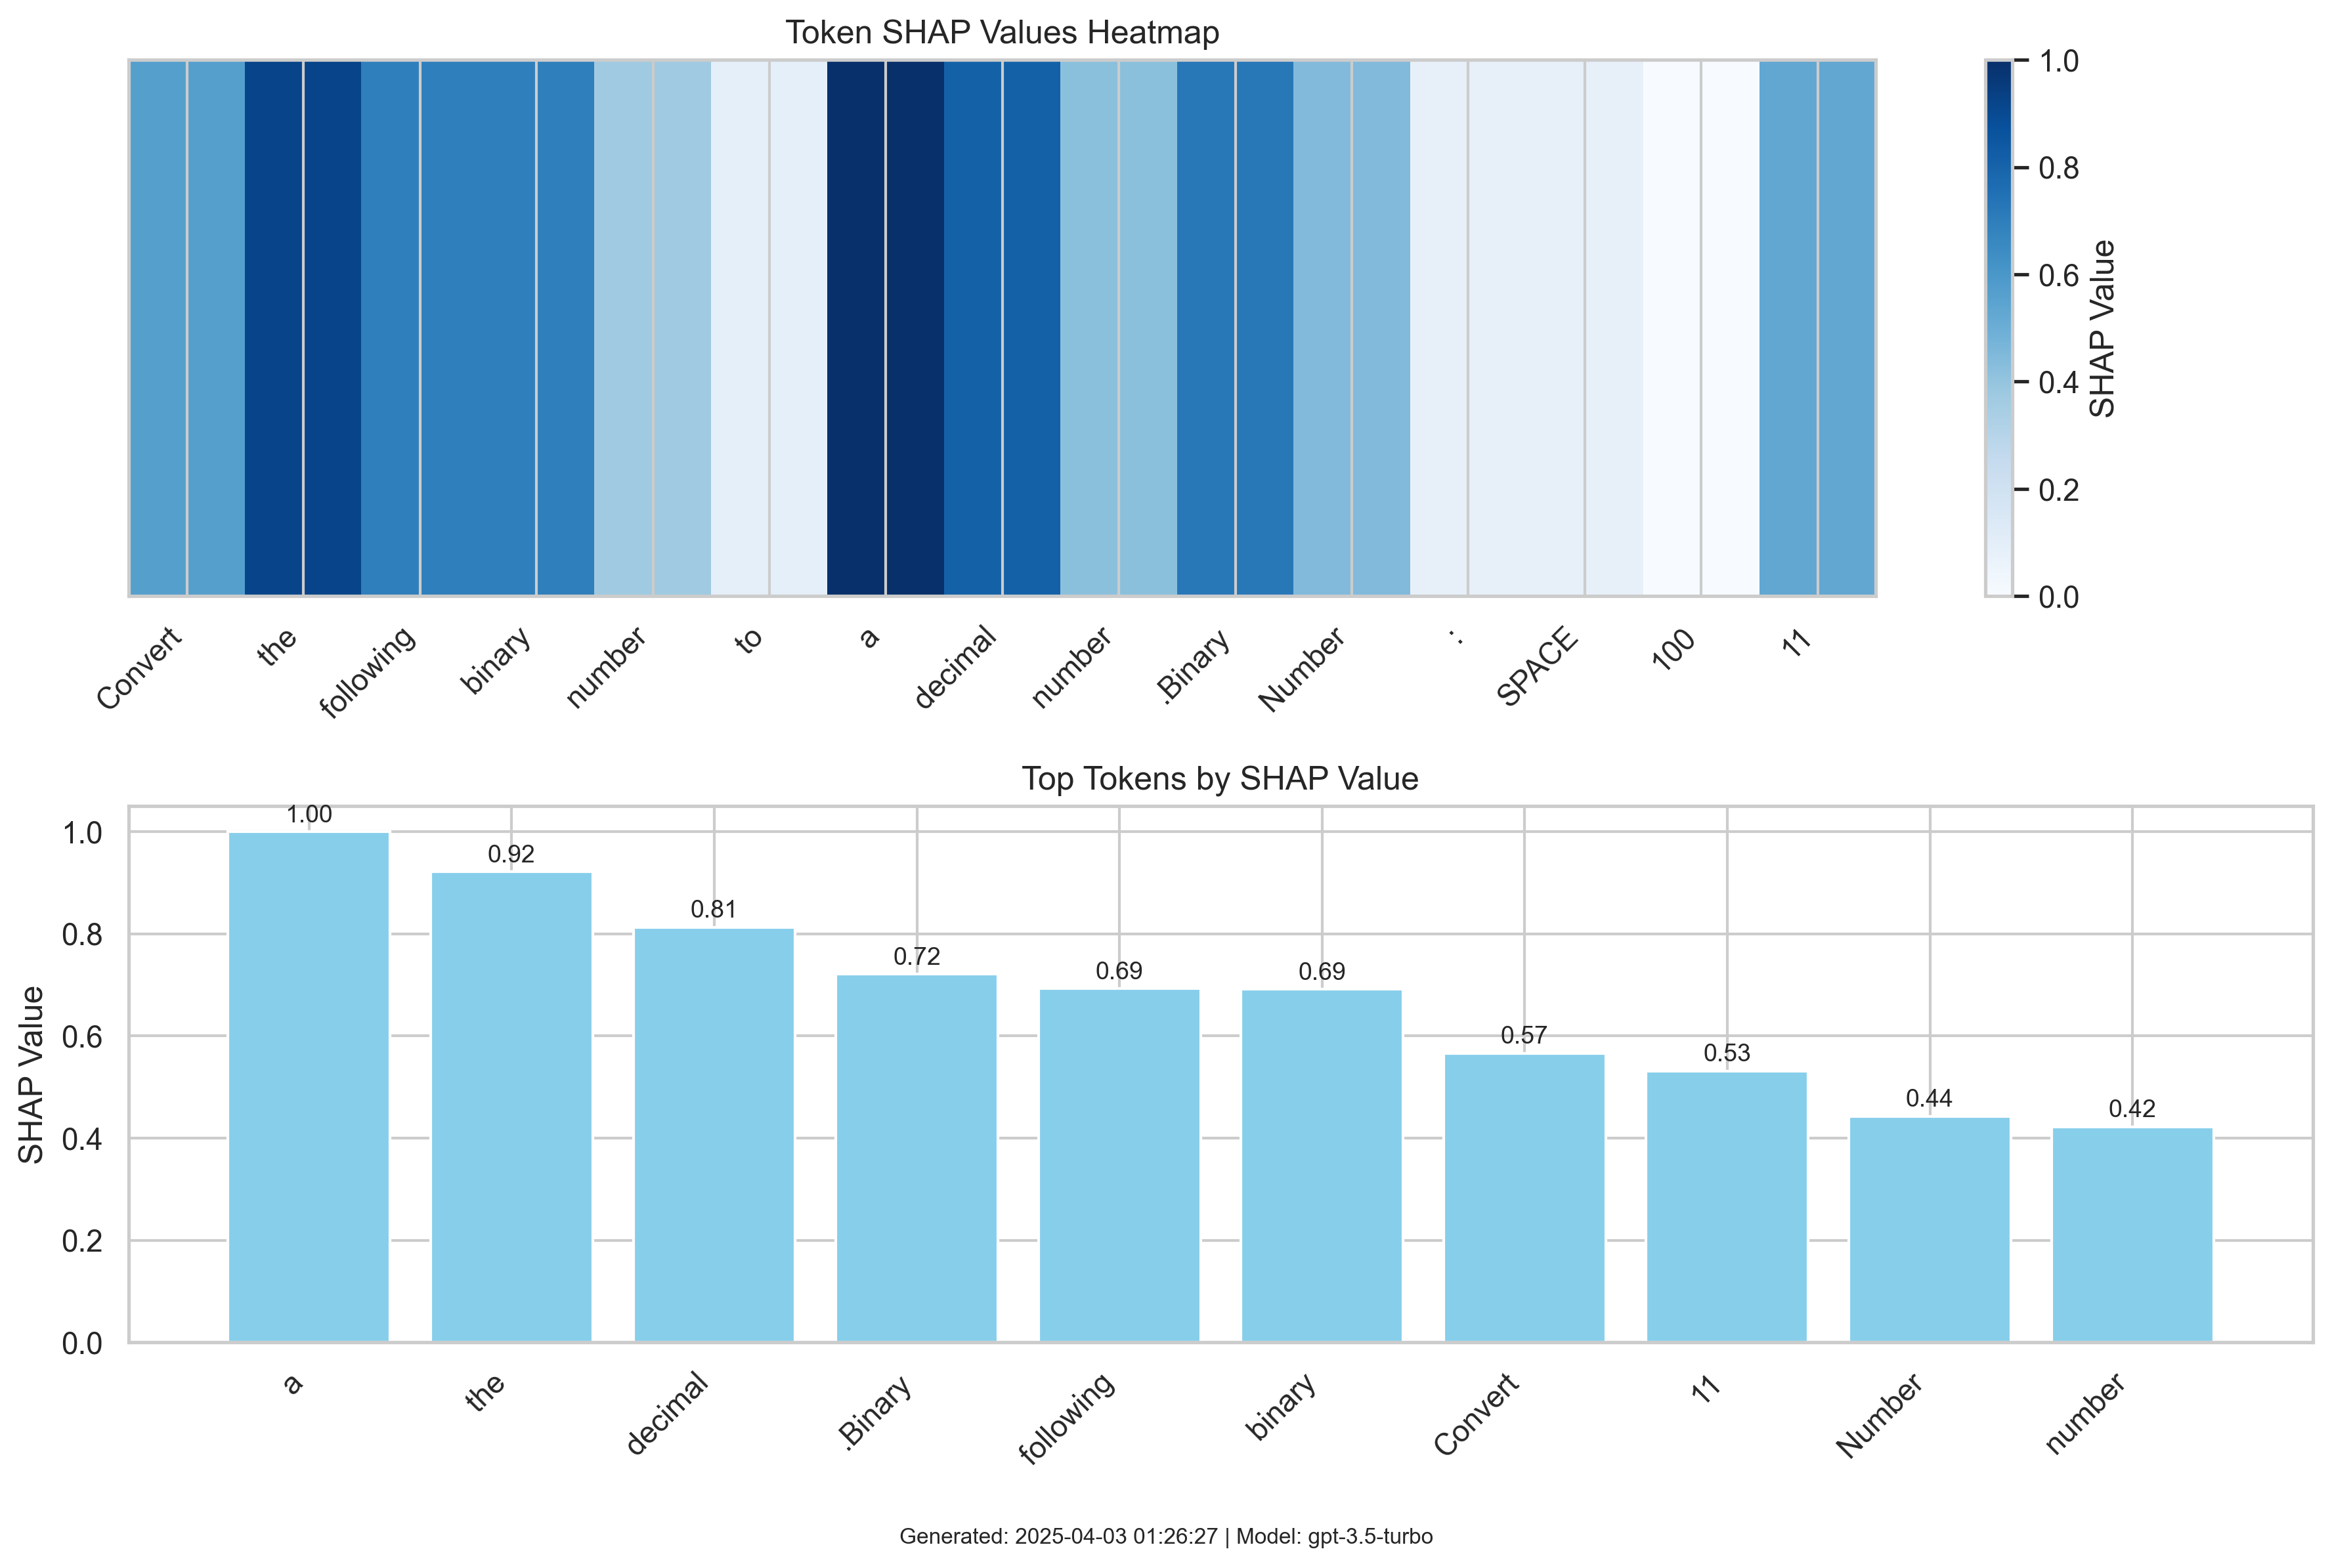 Token SHAP Values Heatmap
1.0
0.8
0.6
0.4
0.2
0.0
SHAP Value
Convert
the
following
binary
number
to
a
decimal
number
.Binary
Number
:
SPACE
100
11
Top Tokens by SHAP Value
SHAP Value
1.0
0.8
0.6
0.4
0.2
0.0
1.00
0.92
0.81
0.72
0.69
0.69
0.57
0.53
0.44
0.42
a
the
decimal
.Binary
following
binary
Convert
11
Number
number
Generated: 2025-04-03 01:26:27 | Model: gpt-3.5-turbo